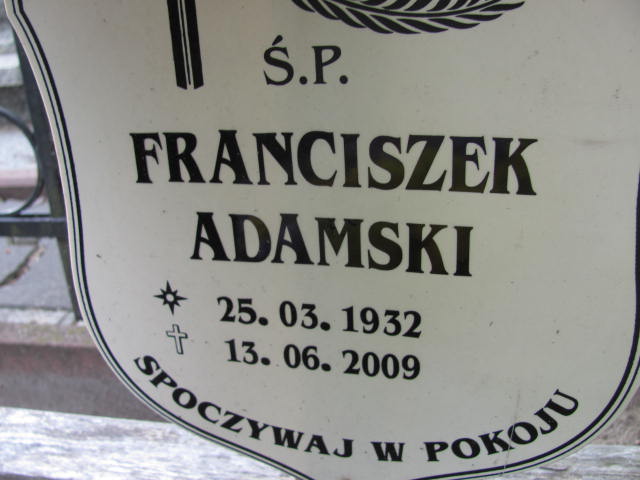 Ś.P.
FRANCISZEK
ADAMSKI
25. 03. 1932
13. 06. 2009
SPOCZYWAJ W POKOJU